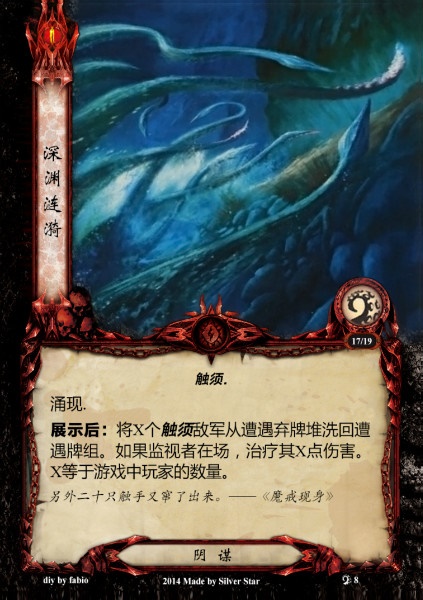 深渊涟漪
17/19
触须.
涌现.
展示后：将X个触须敌军从遭遇弃牌堆洗回遭
遇牌组。如果监视者在场，治疗其X点伤害。
X等于游戏中玩家的数量。
另外二十只触手又窜了出来。——《魔戒现身》
阴谋
diy by fabio
2014 Made by Silver Star
8